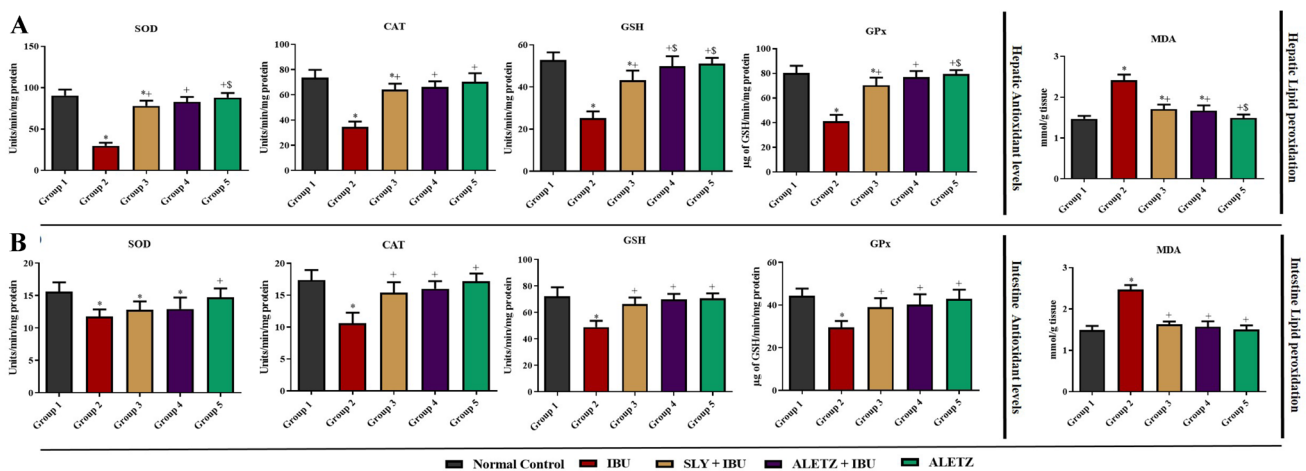 A
SOD
Units/min/mg protein
150
100
50
0
*
*+
+
+$
Group 1
Group 2
Group 3
Group 4
Group 5
CAT
Units/min/mg protein
100
80
60
40
20
0
*
*+
+
+
Group 1
Group 2
Group 3
Group 4
Group 5
GSH
Units/min/mg protein
60
40
20
0
*
*+
+$
+$
Group 1
Group 2
Group 3
Group 4
Group 5
GPx
µg of GSH/min/mg protein
100
80
60
40
20
0
*
*+
+
+$
Group 1
Group 2
Group 3
Group 4
Group 5
Hepatic Antioxidant levels
MDA
mmol/g tissue
3
2
1
0
*
*+
*+
+$
Group 1
Group 2
Group 3
Group 4
Group 5
Hepatic Lipid peroxidation
B
SOD
Units/min/mg protein
20
15
10
5
0
*
*
*
+
Group 1
Group 2
Group 3
Group 4
Group 5
CAT
Units/min/mg protein
20
15
10
5
0
*
+
+
+
Group 1
Group 2
Group 3
Group 4
Group 5
GSH
Units/min/mg protein
100
80
60
40
20
0
*
+
+
+
Group 1
Group 2
Group 3
Group 4
Group 5
GPx
µg of GSH/min/mg protein
60
40
20
0
*
+
+
+
Group 1
Group 2
Group 3
Group 4
Group 5
Intestine Antioxidant levels
MDA
mmol/g tissue
3
2
1
0
*
+
+
+
Group 1
Group 2
Group 3
Group 4
Group 5
Intestine Lipid peroxidation
Normal Control IBU SLY + IBU ALETZ + IBU ALETZ